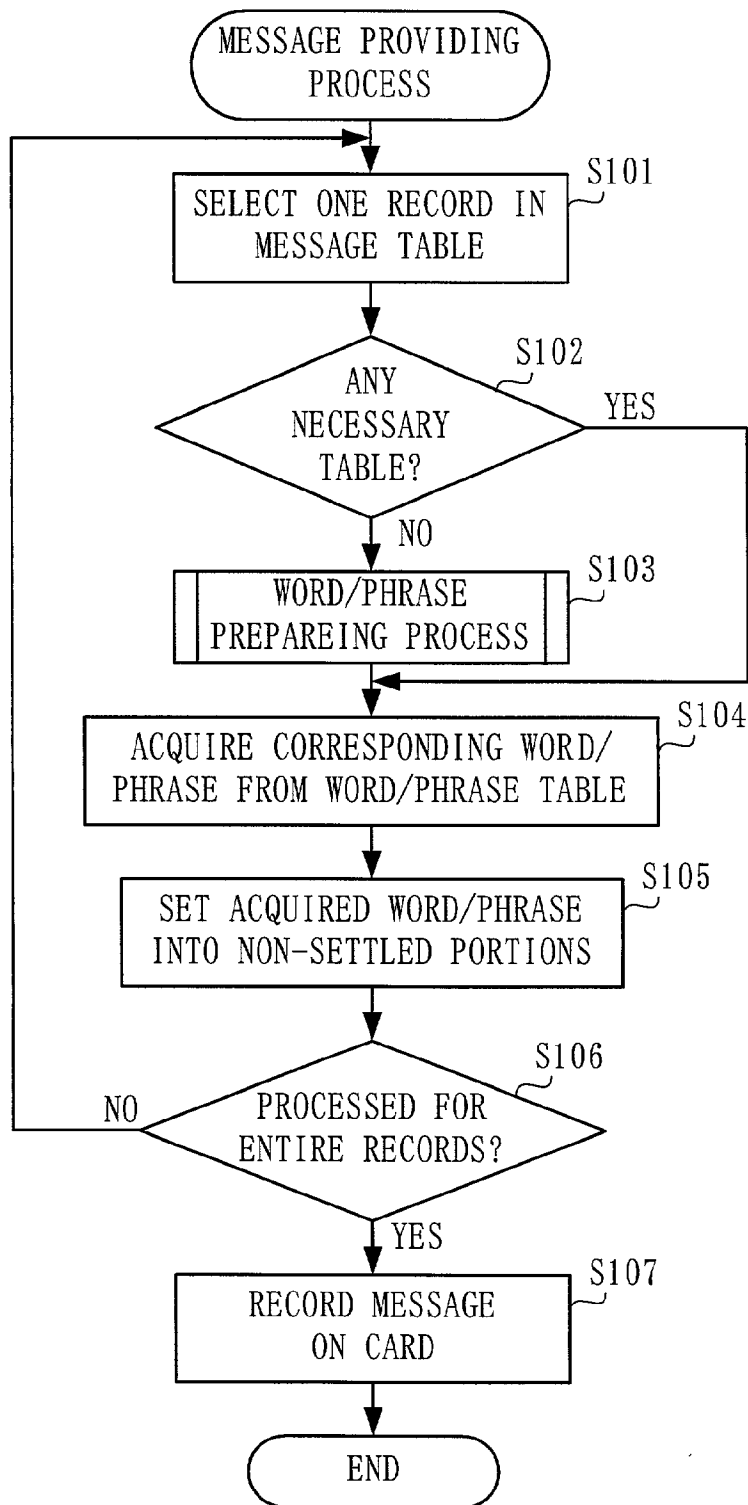 MESSAGE PROVIDING
PROCESS
S101
SELECT ONE RECORD IN
MESSAGE TABLE
S102
ANY
NECESSARY
TABLE?
YES
NO
S103
WORD/PHRASE
PREPAREING PROCESS
S104
ACQUIRE CORRESPONDING WORD/
PHRASE FROM WORD/PHRASE TABLE
S105
SET ACQUIRED WORD/PHRASE
INTO NON-SETTLED PORTIONS
S106
NO
PROCESSED FOR
ENTIRE RECORDS?
YES
S107
RECORD MESSAGE
ON CARD
END